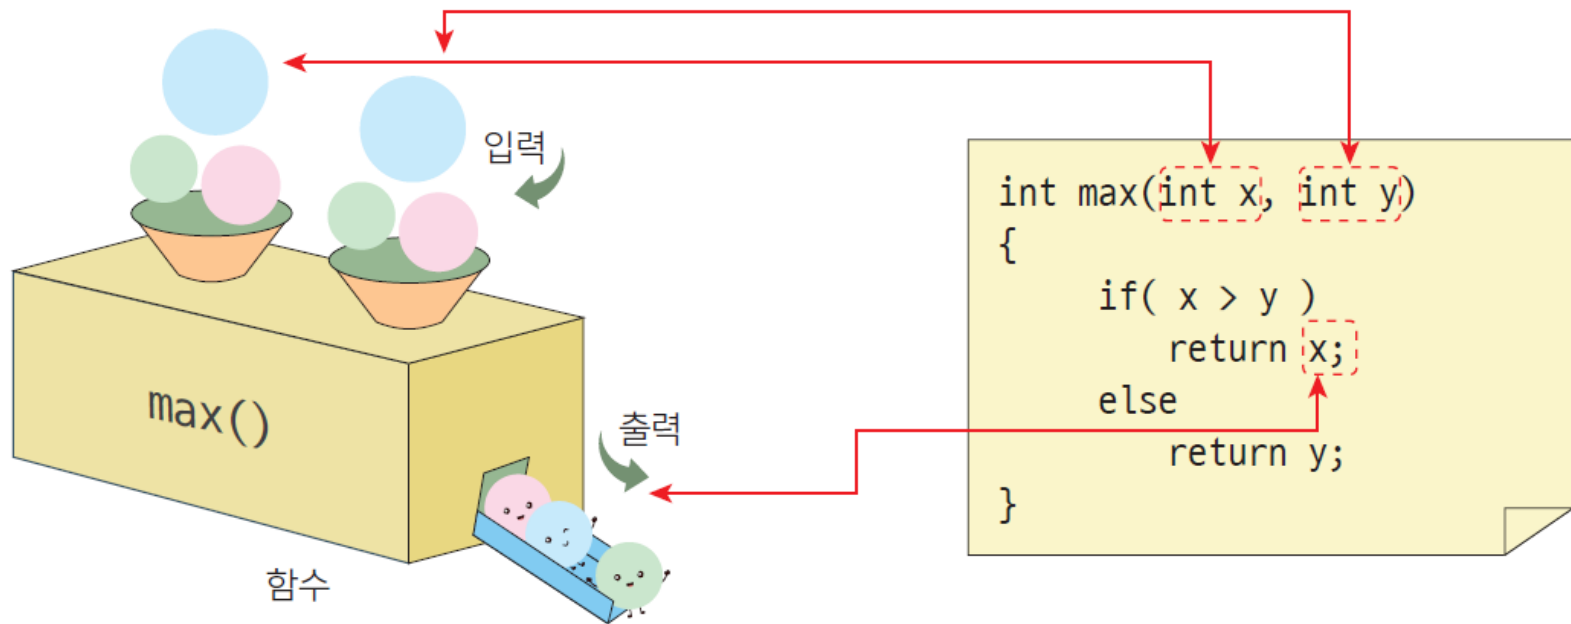 입력
max()
출력
함수
int max(int x, int y)
{
if( x > y )
return x;
else
return y;
}